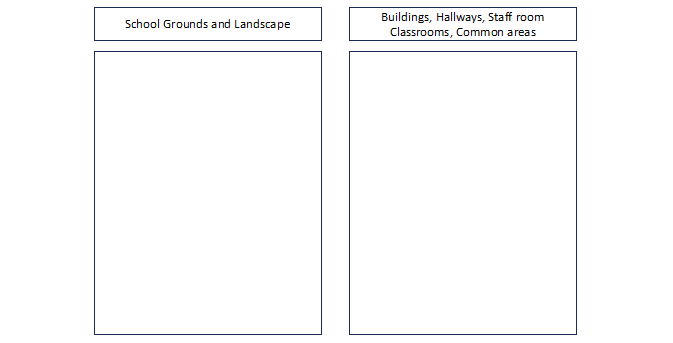 School Grounds and Landscape
Buildings, Hallways, Staff room
Classrooms, Common areas